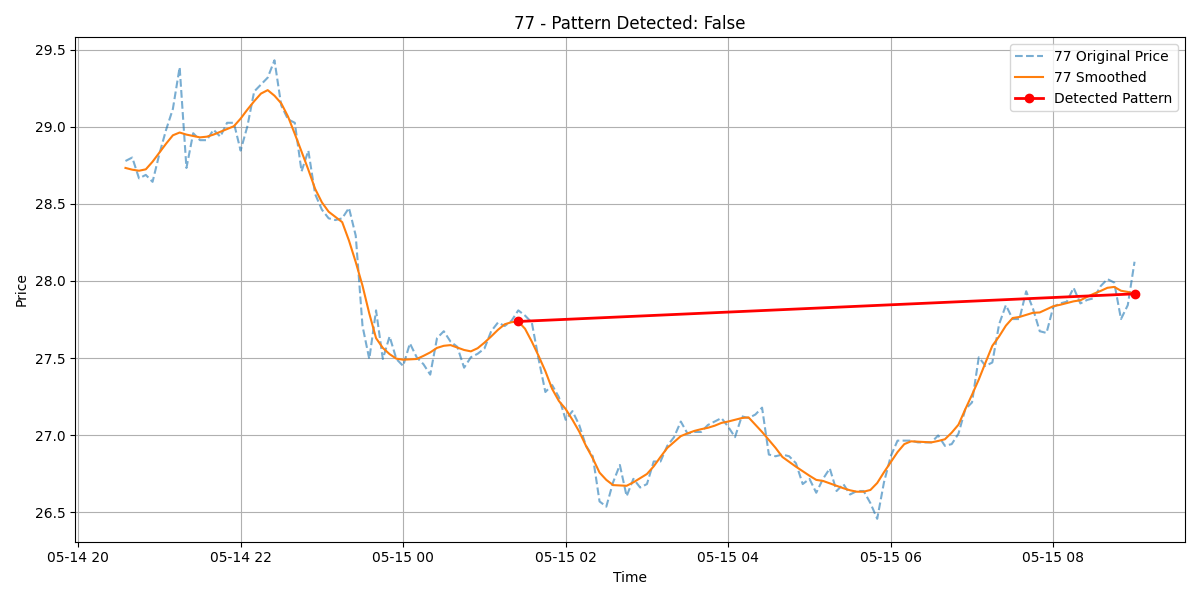 77 - Pattern Detected: False
77 Original Price
77 Smoothed
Detected Pattern
Price
29.5
29.0
28.5
28.0
27.5
27.0
26.5
05-14 20 05-14 22 05-15 00 05-15 02 05-15 04 05-15 06 05-15 08
Time